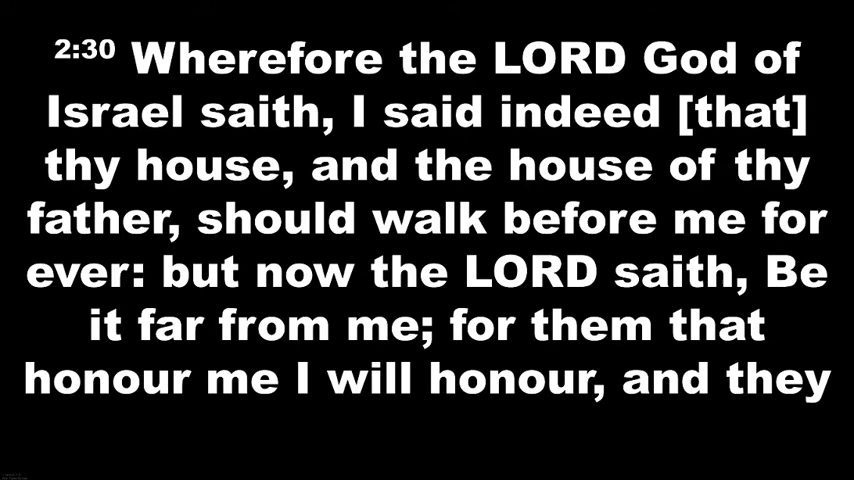 2:30 Wherefore the LORD God of
Israel saith, I said indeed [that]
thy house, and the house of thy
father, should walk before me for
ever: but now the LORD saith, Be
it far from me; for them that
honour me I will honour, and they